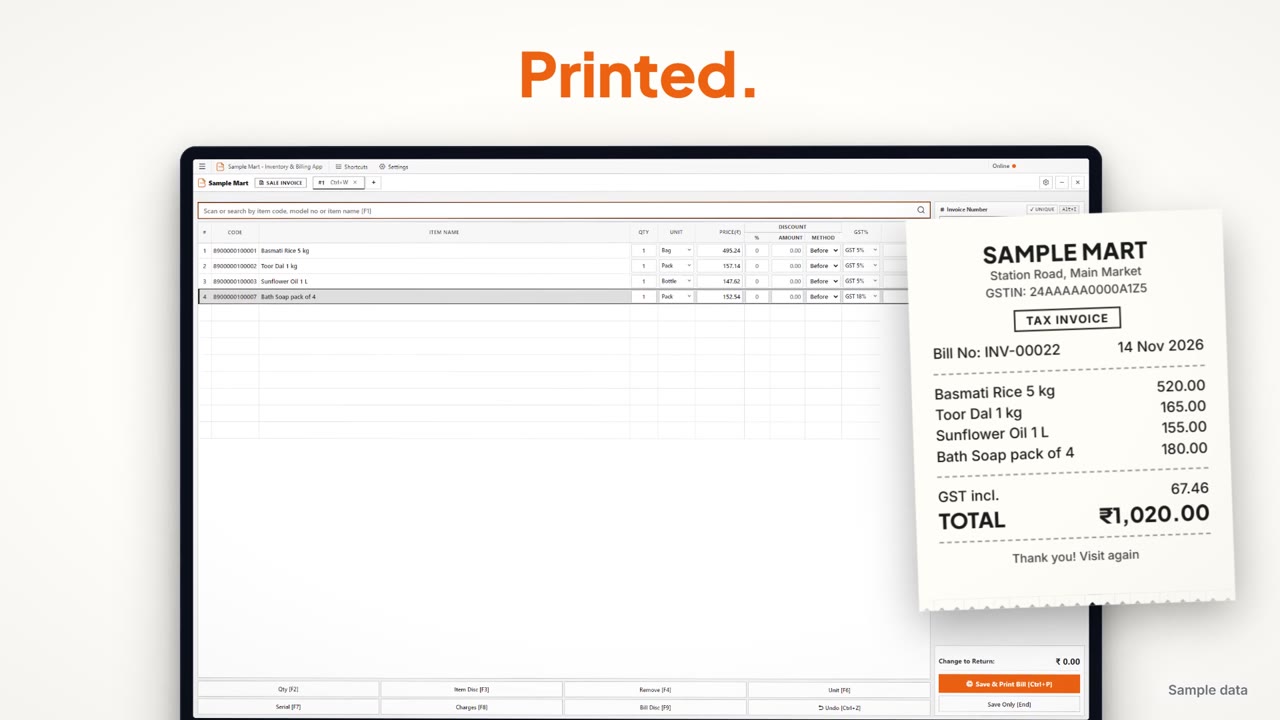 Printed.
Sample Mart - Inventory & Billing App Shortcuts Settings Online
Sample Mart SALE INVOICE #1 Ctrl+W × +
Scan or search by item code, model no or item name [F1]
# Invoice Number ✓ UNIQUE Alt+I
# CODE ITEM NAME QTY UNIT PRICE(₹) DISCOUNT GST%
% AMOUNT METHOD
1 8900000100001 Basmati Rice 5 kg 1 Bag 495.24 0 0.00 Before GST 5%
2 8900000100002 Toor Dal 1 kg 1 Pack 157.14 0 0.00 Before GST 5%
3 8900000100003 Sunflower Oil 1 L 1 Bottle 147.62 0 0.00 Before GST 5%
4 8900000100007 Bath Soap pack of 4 1 Pack 152.54 0 0.00 Before GST 18%
SAMPLE MART
Station Road, Main Market
GSTIN: 24AAAAA0000A1Z5
TAX INVOICE
Bill No: INV-00022 14 Nov 2026
Basmati Rice 5 kg 520.00
Toor Dal 1 kg 165.00
Sunflower Oil 1 L 155.00
Bath Soap pack of 4 180.00
GST incl. 67.46
TOTAL ₹1,020.00
Thank you! Visit again
Change to Return: ₹ 0.00
Save & Print Bill [Ctrl+P]
Save Only [End]
Qty [F2] Item Disc [F3] Remove [F4] Unit [F6]
Serial [F7] Charges [F8] Bill Disc [F9] Undo [Ctrl+Z]
Sample data